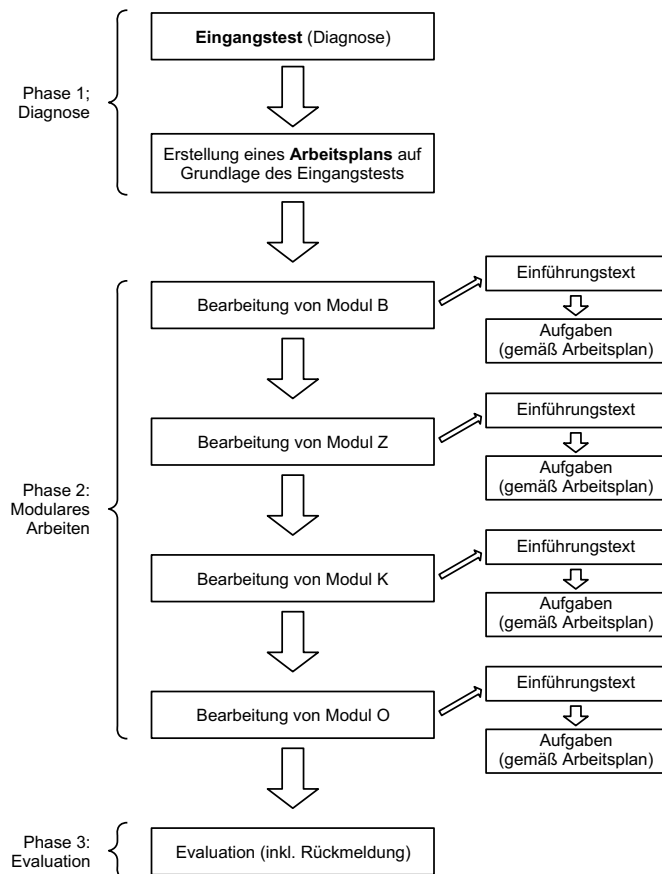 Eingangstest (Diagnose)
Phase 1;
Diagnose
Erstellung eines Arbeitsplans auf
Grundlage des Eingangstests
Phase 2:
Modulares
Arbeiten
Bearbeitung von Modul B
Einführungstext
Aufgaben
(gemäß Arbeitsplan)
Bearbeitung von Modul Z
Einführungstext
Aufgaben
(gemäß Arbeitsplan)
Bearbeitung von Modul K
Einführungstext
Aufgaben
(gemäß Arbeitsplan)
Bearbeitung von Modul O
Einführungstext
Aufgaben
(gemäß Arbeitsplan)
Phase 3:
Evaluation
Evaluation (inkl. Rückmeldung)